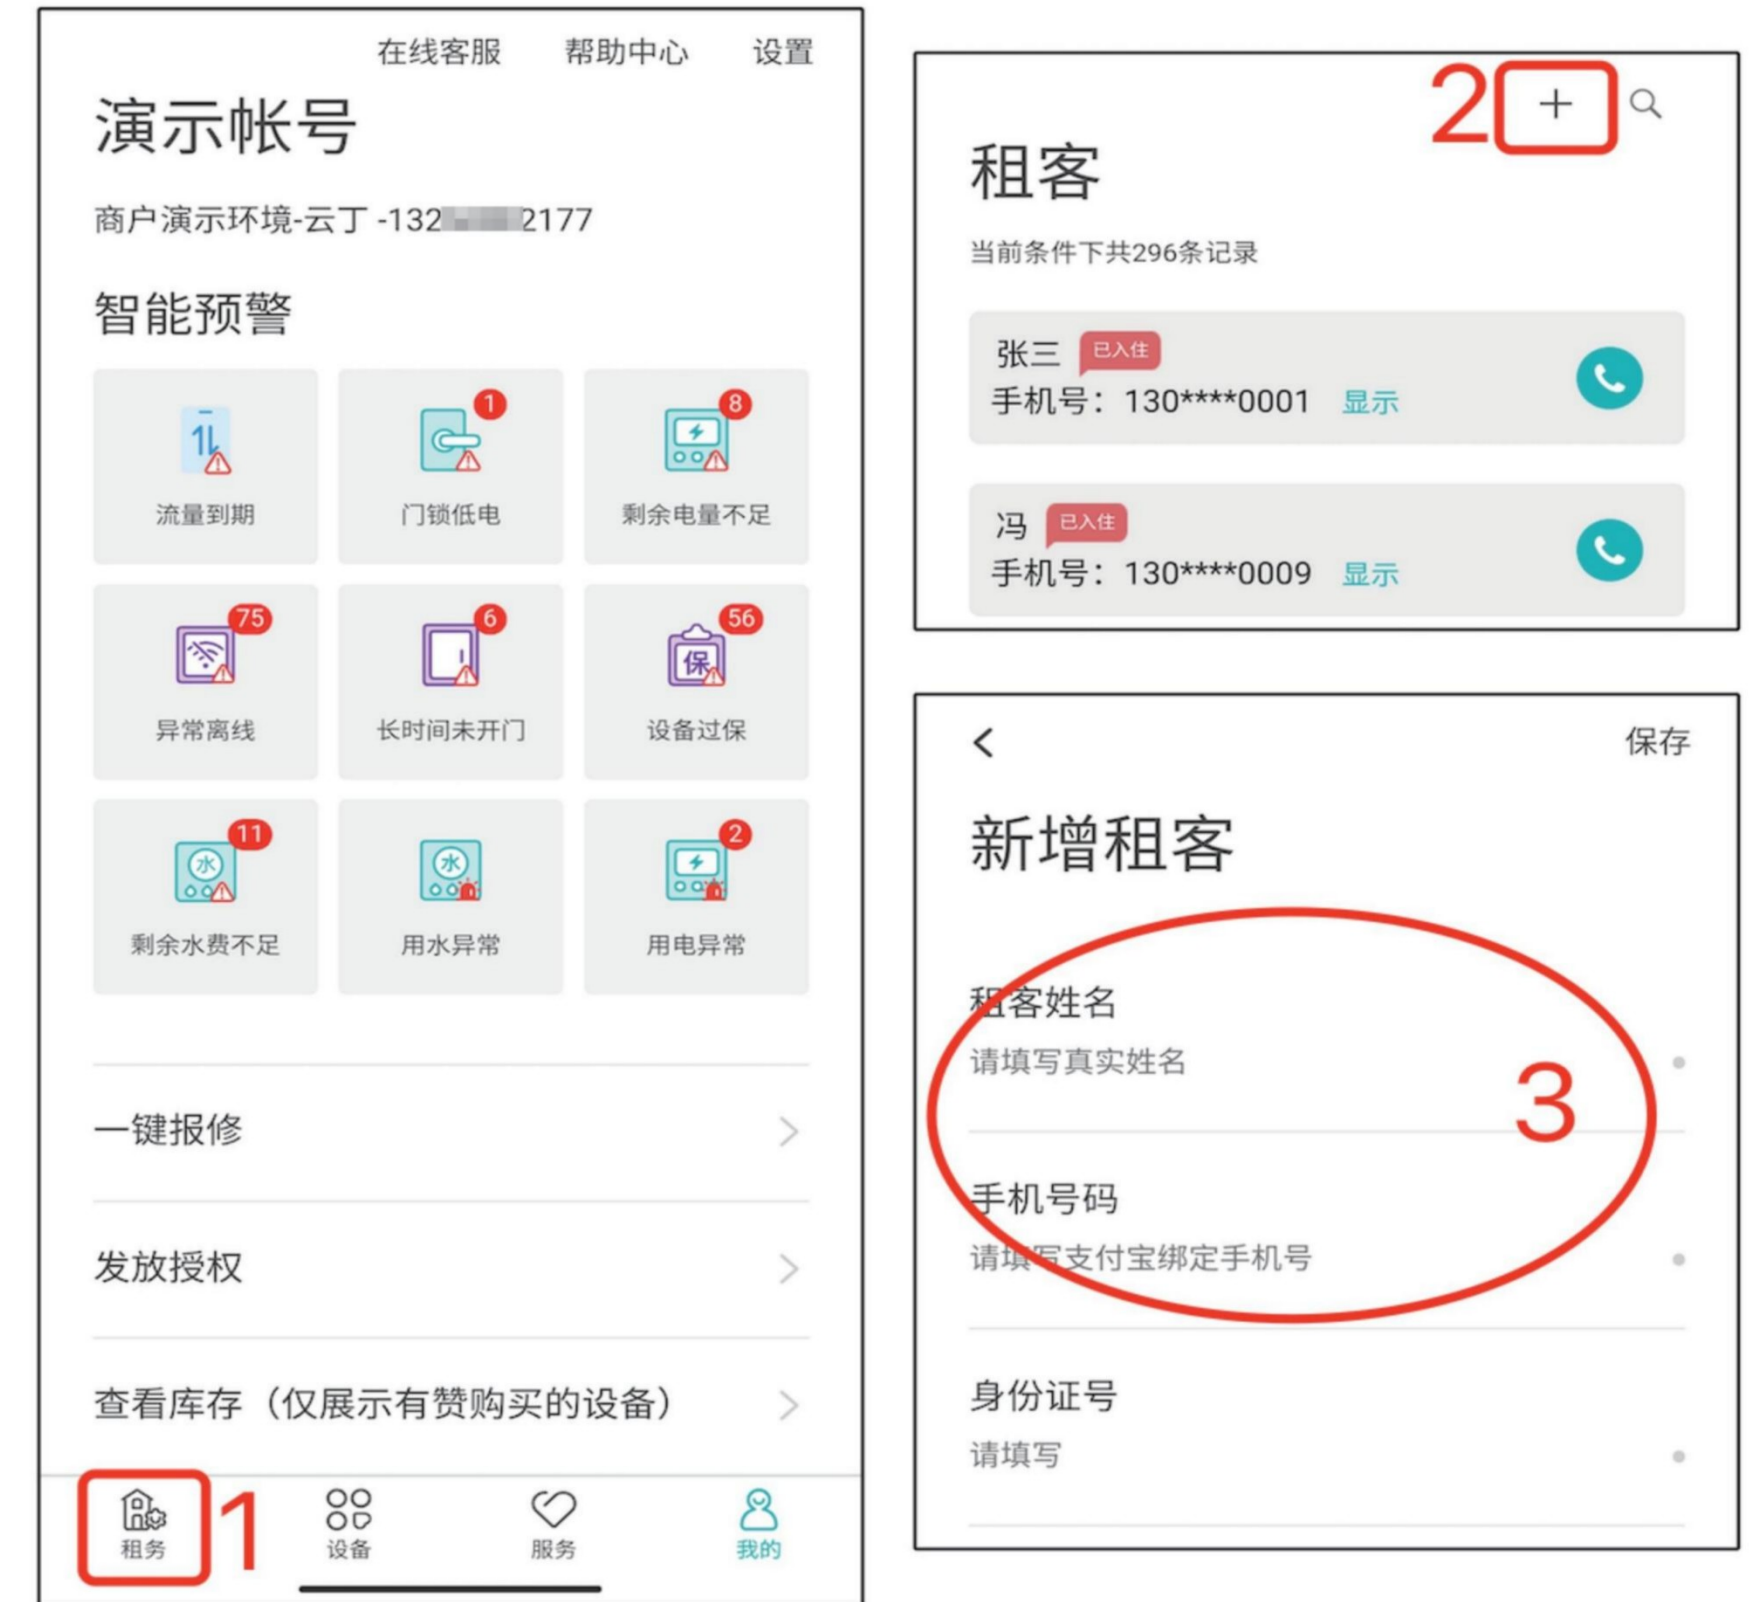 在线客服 帮助中心 设置
演示帐号
商户演示环境-云丁 -132 2177
智能预警
1 8
流量到期 门锁低电 剩余电量不足
75 6 56
保
异常离线 长时间未开门 设备过保
11 2
水 水
剩余水费不足 用水异常 用电异常
一键报修
发放授权
查看库存（仅展示有赞购买的设备）
1
租务 设备 服务 我的
2 +
租客
当前条件下共296条记录
张三 已入住
手机号：130****0001 显示
冯 已入住
手机号：130****0009 显示
保存
新增租客
租客姓名
请填写真实姓名
3
手机号码
请填写支付宝绑定手机号
身份证号
请填写